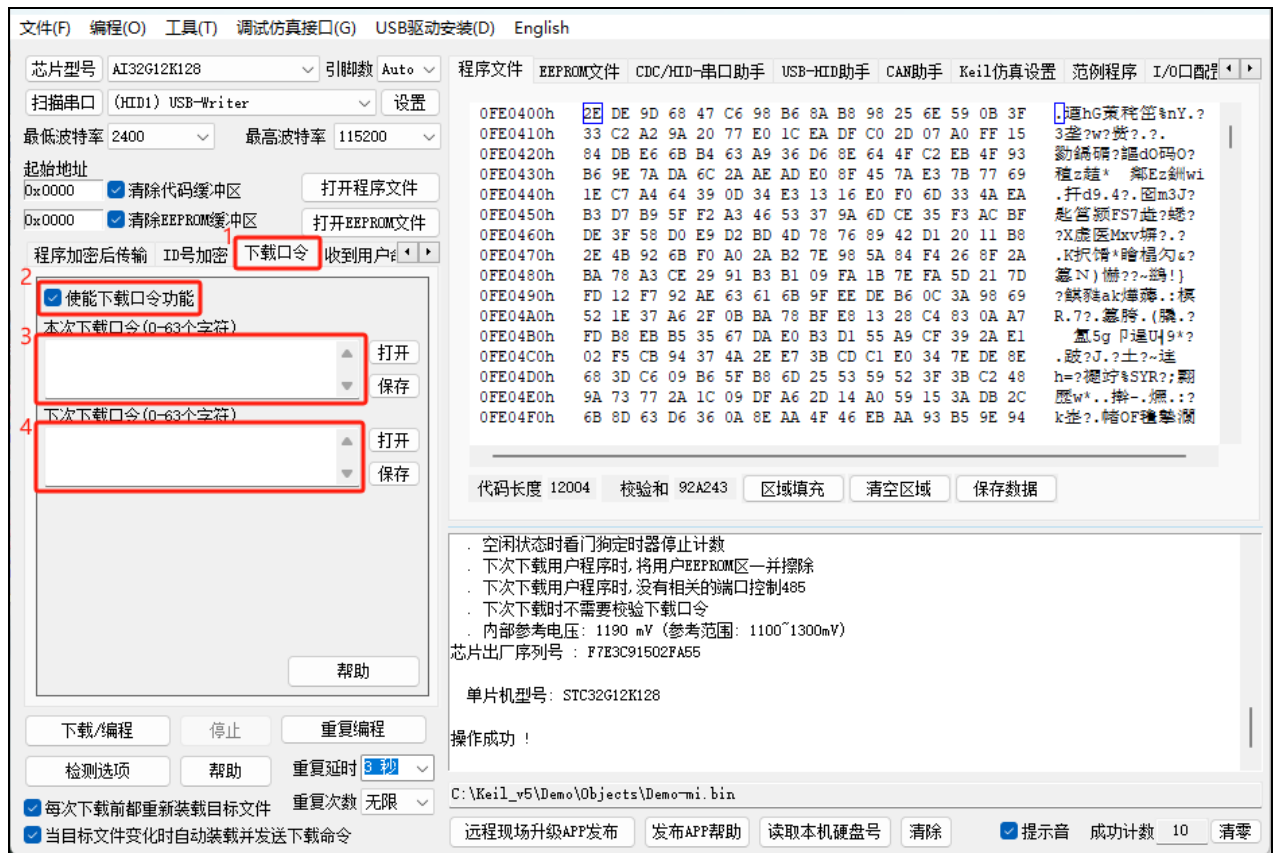 文件(F) 编程(O) 工具(T) 调试仿真接口(G) USB驱动安装(D) English
芯片型号 AI32G12K128 引脚数 Auto
扫描串口 (HID1) USB-Writer 设置
最低波特率 2400 最高波特率 115200
起始地址
0x0000 清除代码缓冲区 打开程序文件
0x0000 清除EEPROM缓冲区 打开EEPROM文件
1
程序加密后传输 ID号加密 下载口令 收到用户
2
使能下载口令功能
本次下载口令(0-63个字符)
3
打开
保存
下次下载口令(0-63个字符)
4
打开
保存
帮助
下载/编程 停止 重复编程
检测选项 帮助 重复延时 3 秒
每次下载前都重新装载目标文件 重复次数 无限
当目标文件变化时自动装载并发送下载命令
程序文件 EEPROM文件 CDC/HID-串口助手 USB-HID助手 CAN助手 Keil仿真设置 范例程序 I/O口配
0FE0400h 2E DE 9D 68 47 C6 98 B6 8A B8 98 25 6E 59 0B 3F
0FE0410h 33 C2 A2 9A 20 77 E0 1C EA DF C0 2D 07 A0 FF 15
0FE0420h 84 DB E6 6B B4 63 A9 36 D6 8E 64 4F C2 EB 4F 93
0FE0430h B6 69 9E 7A DA 6C 2A AE AD E0 8F 45 7A E3 7B 77 69
0FE0440h 1E C7 A4 64 39 0D 34 E3 13 16 E0 F0 6D 33 4A EA
0FE0450h B3 D7 B9 5F F2 A3 46 53 37 9A 6D CE 35 F3 AC BF
0FE0460h DE 3F 58 D0 E9 D2 BD 4D 78 76 89 42 D1 20 11 B8
0FE0470h 2E 4B 92 6B F0 A0 2A B2 7E 98 5A 84 F4 26 8F 2A
0FE0480h BA 78 A3 CE 29 91 B3 B1 09 FA 1B 7E FA 5D 21 7D
0FE0490h FD 12 F7 92 AE 63 61 6B 9F EE DE B6 0C 3A 98 69
0FE04A0h 52 1E 37 A6 2F 0B BA 78 BF E8 13 28 C4 83 0A A7
0FE04B0h FD B8 EB B5 35 67 DA E0 B3 D1 55 A9 CF 39 2A E1
0FE04C0h 02 F5 CB 94 37 4A 2E E7 3B CD C1 E0 34 7E DE 8E
0FE04D0h 68 3D C6 09 B6 5F B8 6D 25 53 59 52 3F 3B C2 48
0FE04E0h 9A 73 77 2A 1C 09 DF A6 2D 14 A0 59 15 3A DB 2C
0FE04F0h 6B 8D 63 D6 36 0A 8E AA 4F 46 EB AA 93 B5 9E 94
代码长度 12004 校验和 92A243 区域填充 清空区域 保存数据
. 空闲状态时看门狗定时器停止计数
. 下次下载用户程序时,将用户EEPROM区一并擦除
. 下次下载用户程序时,没有相关的端口控制485
. 下次下载时不需要校验下载口令
. 内部参考电压: 1190 mV (参考范围: 1100~1300mV)
芯片出厂序列号 : F7E3C91502FA55
单片机型号: STC32G12K128
操作成功 !
C:\Keil_v5\Demo\Objects\Demo-mi.bin
远程现场升级APP发布 发布APP帮助 读取本机硬盘号 清除 提示音 成功计数 10 清零